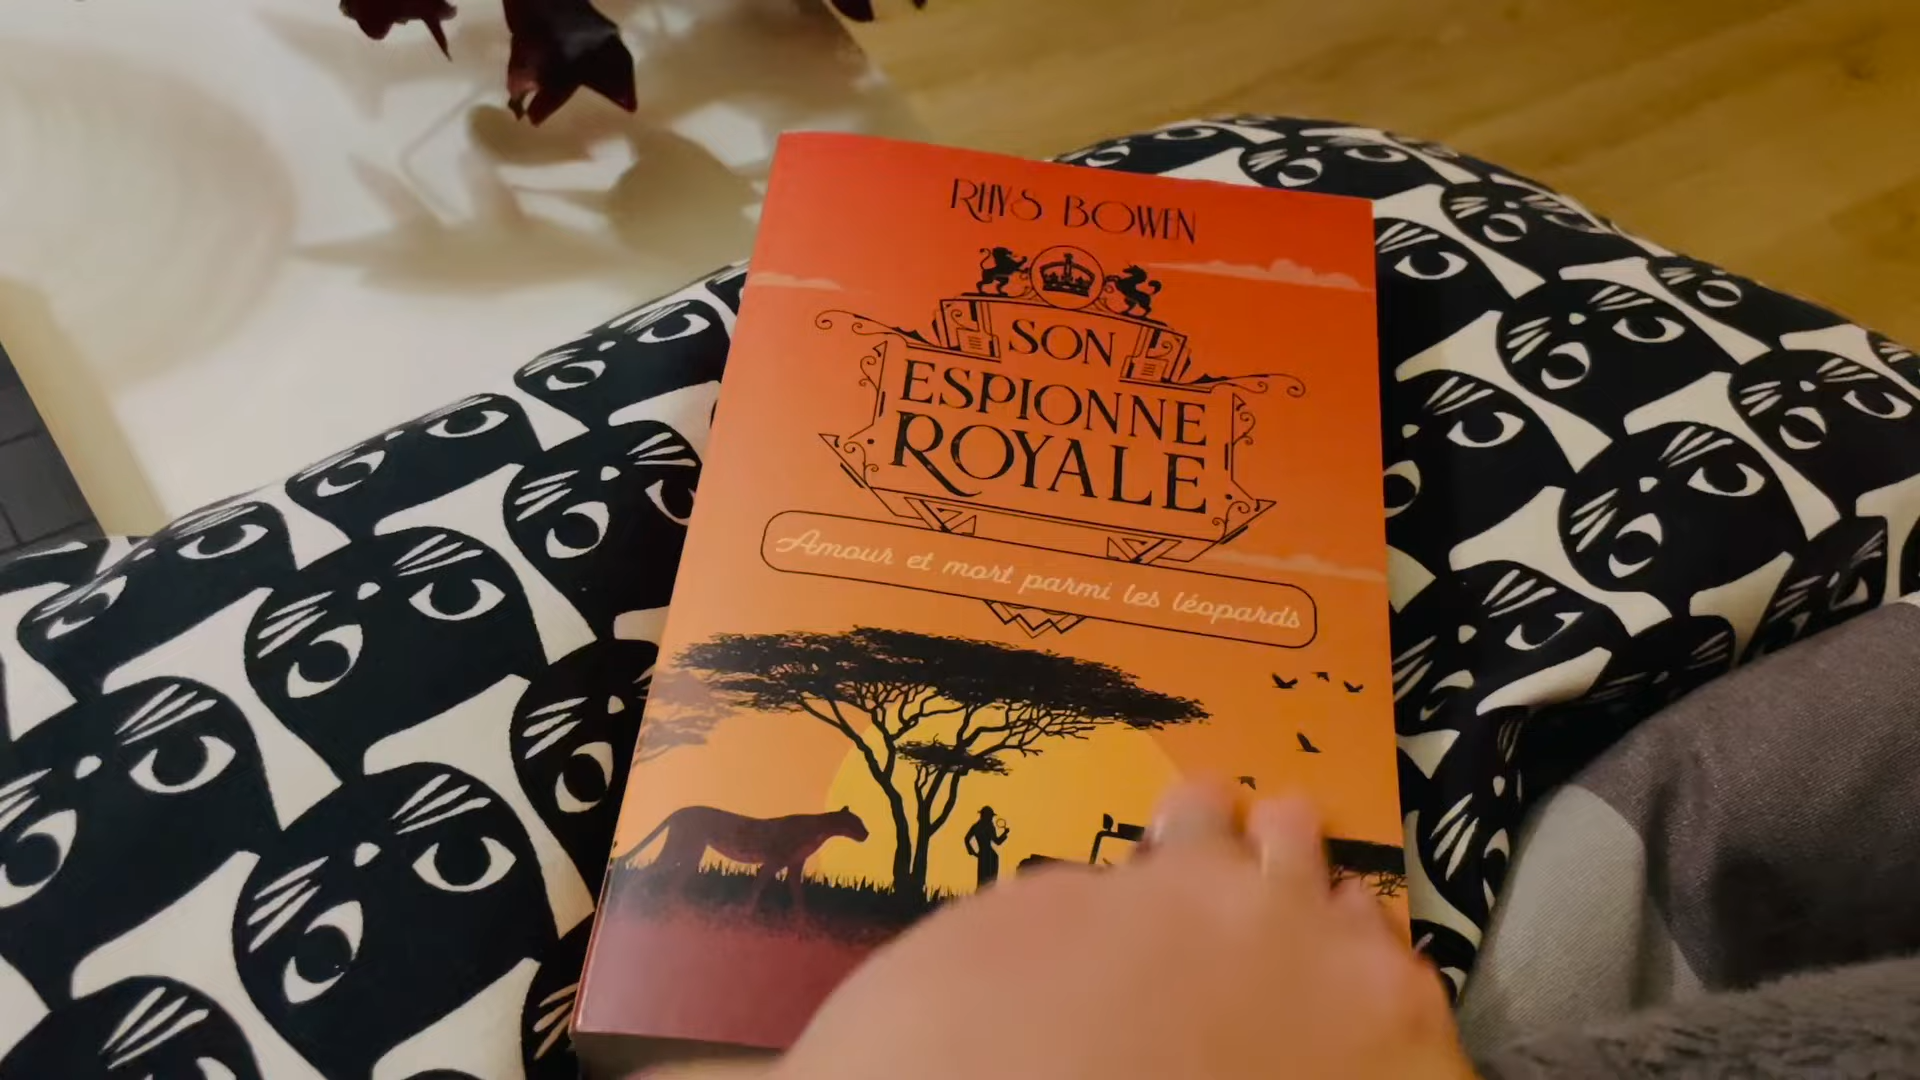 RHYS BOWEN
SON
ESPIONNE
ROYALE
Amour et mort parmi les léopards